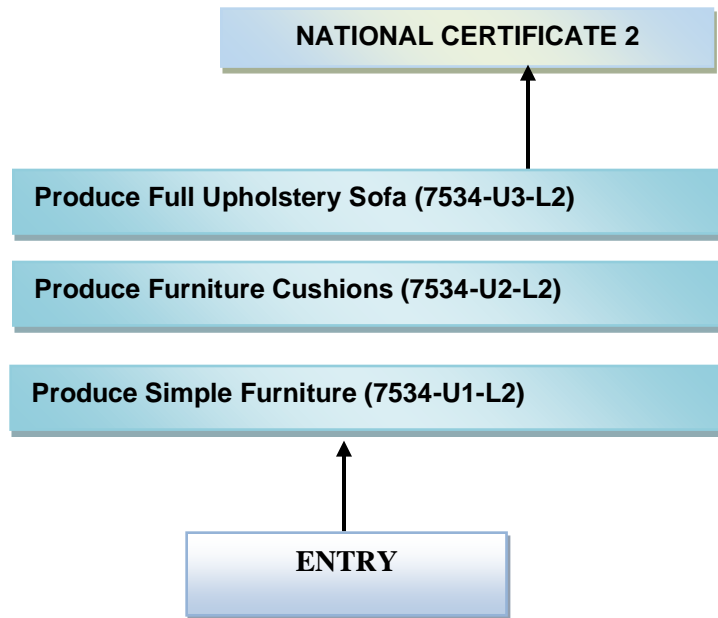 NATIONAL CERTIFICATE 2
Produce Full Upholstery Sofa (7534-U3-L2)
Produce Furniture Cushions (7534-U2-L2)
Produce Simple Furniture (7534-U1-L2)
ENTRY